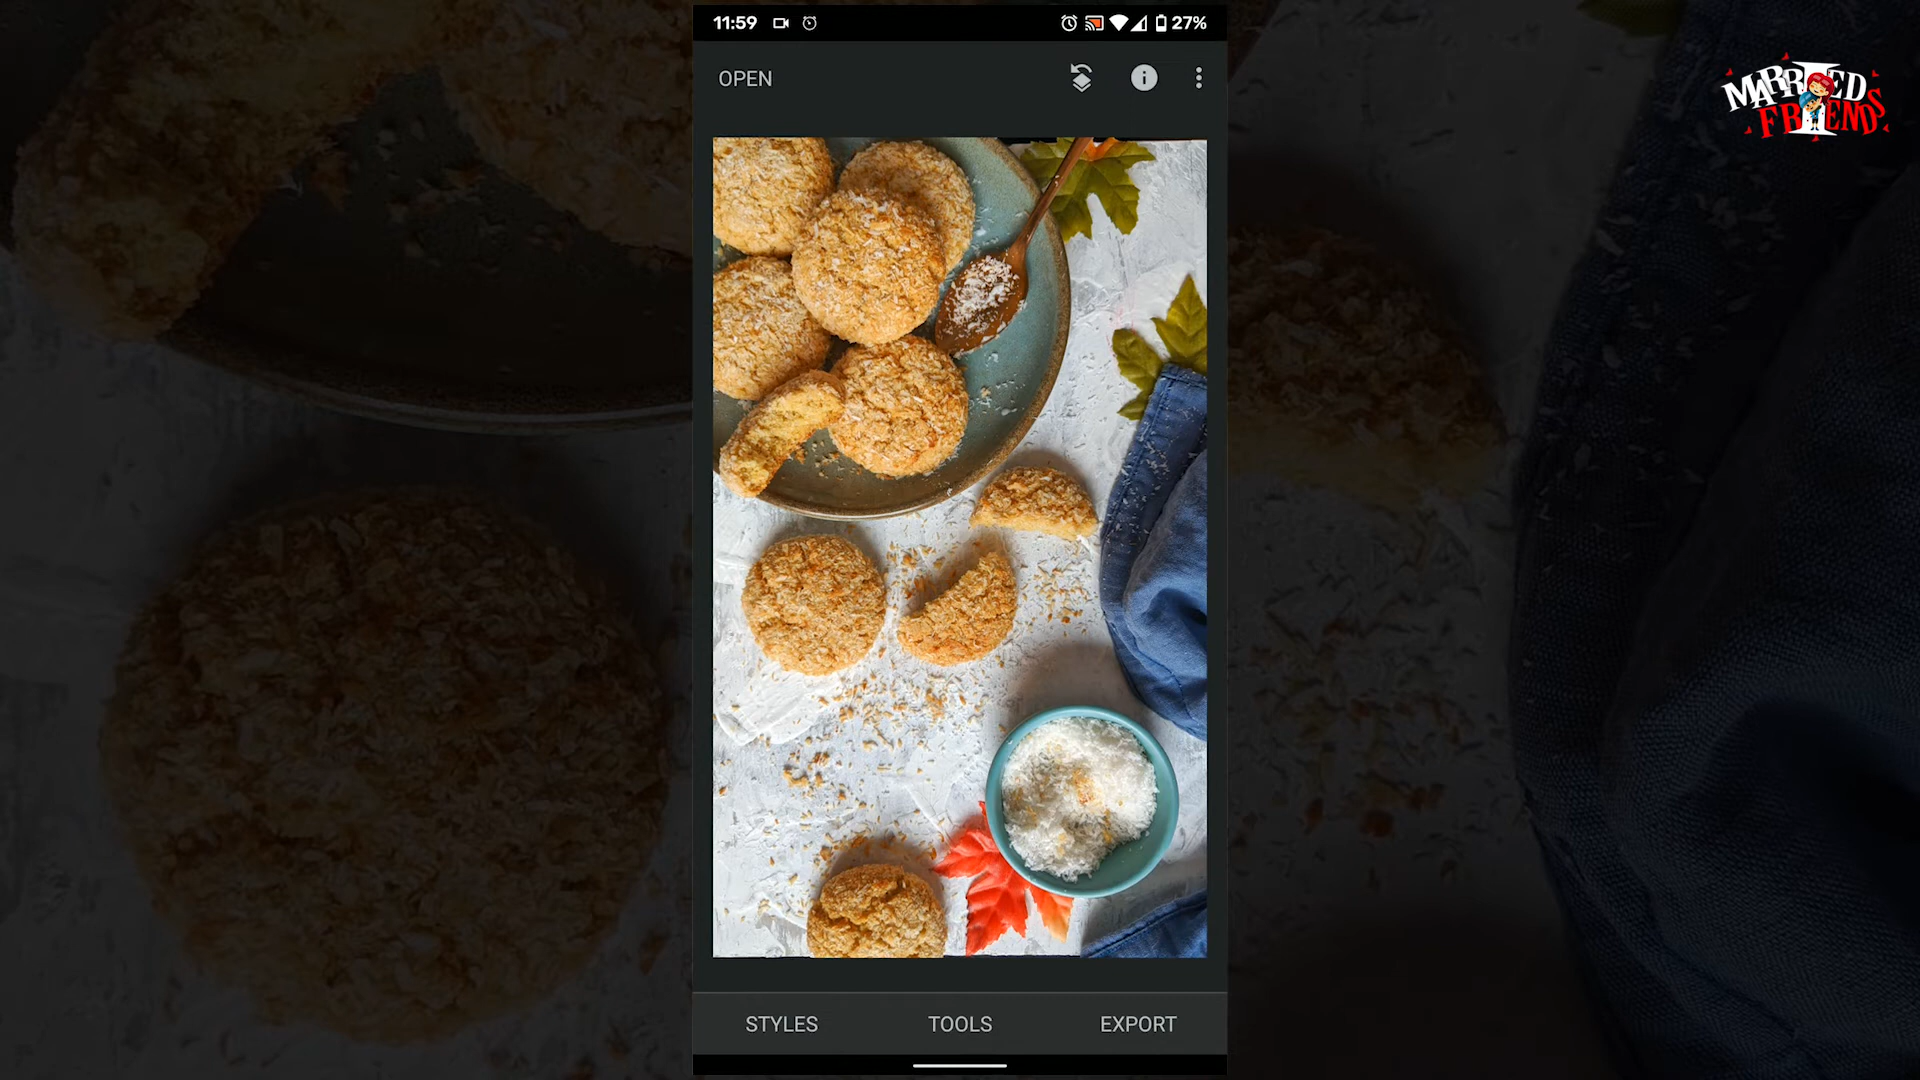 11:59
27%
OPEN
STYLES TOOLS EXPORT
MARRIED
FRIENDS